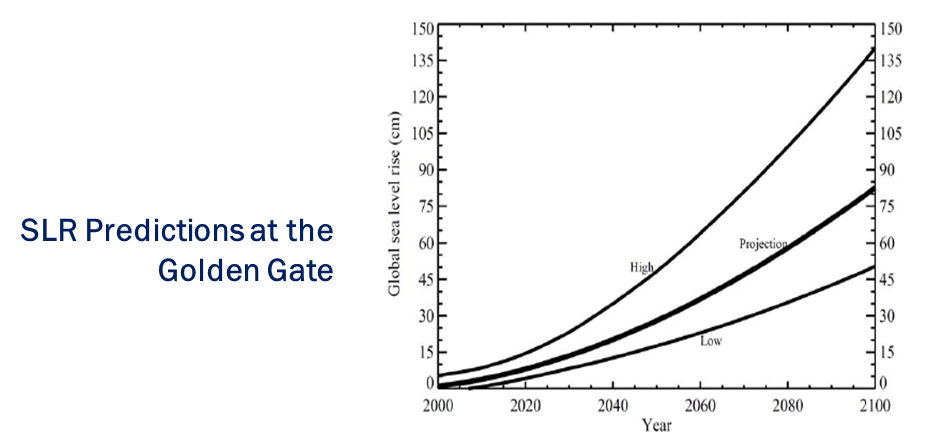 SLR Predictions at the
Golden Gate
Global sea level rise (cm)
150
135
120
105
90
75
60
45
30
15
0
150
135
120
105
90
75
60
45
30
15
0
High
Projection
Low
2000 2020 2040 2060 2080 2100
Year